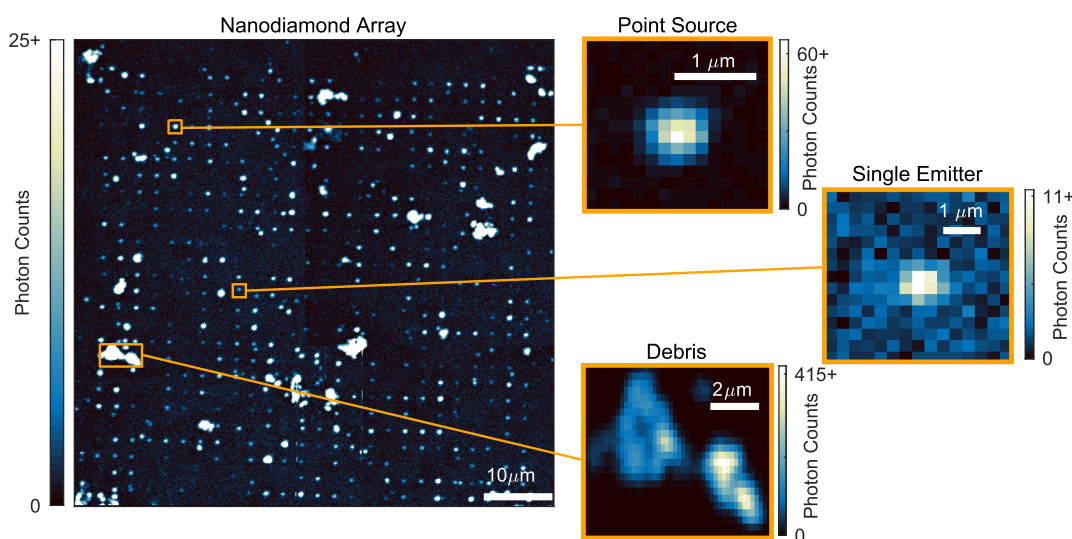 Nanodiamond Array
25+
Photon Counts
0
10μm
Point Source
1 μm
60+
Photon Counts
0
Single Emitter
1 μm
11+
Photon Counts
0
Debris
2μm
415+
Photon Counts
0